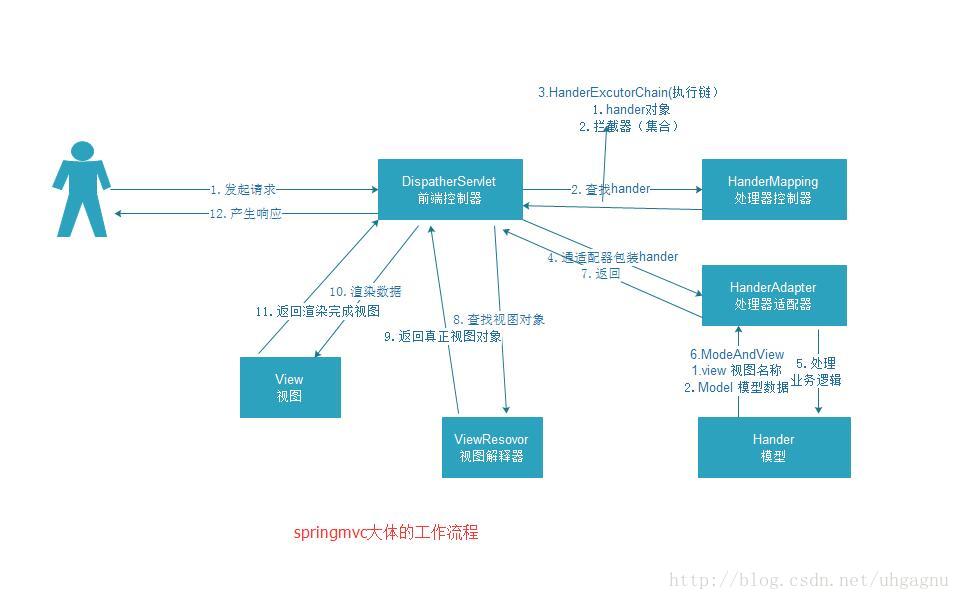 3.HanderExcutorChain(执行链）
1. hander对象
2. 拦截器（集合）
DispatherServlet
前端控制器
HanderMapping
处理器控制器
1. 发起请求
2. 查找hander
12. 产生响应
4. 通适配器包装hander
7. 返回
HanderAdapter
处理器适配器
10. 渲染数据
11. 返回渲染完成视图
8. 查找视图对象
9. 返回真正视图对象
6.ModeAndView
1.view 视图名称
2. Model 模型数据
5. 处理
业务逻辑
View
视图
ViewResovor
视图解释器
Hander
模型
springmvc大体的工作流程
http://blog.csdn.net/uhgagnu